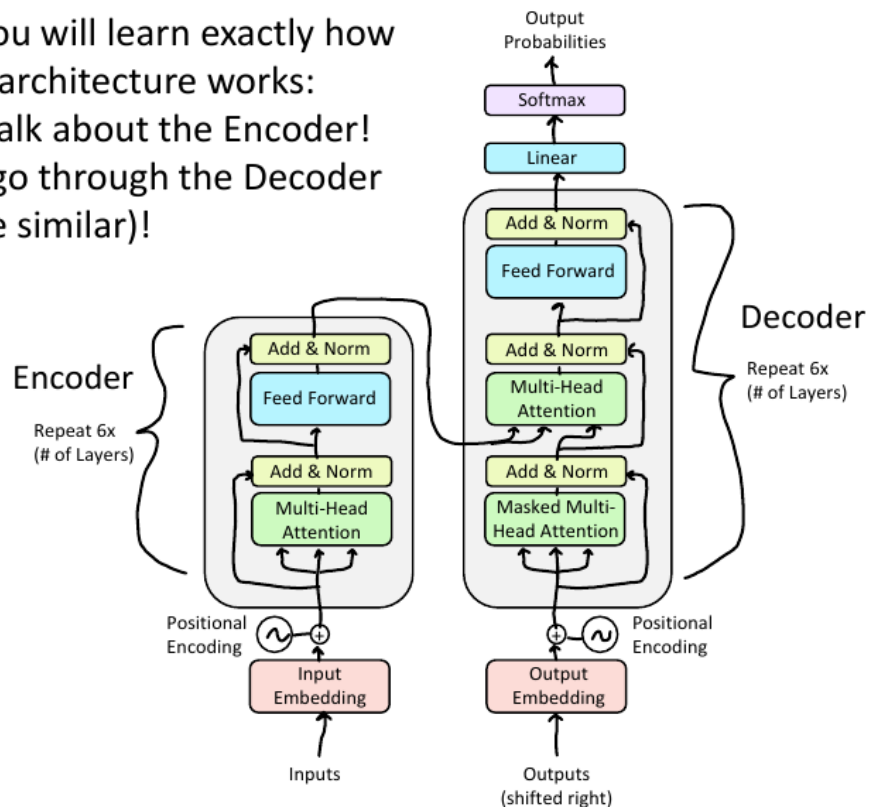 ou will learn exactly how
architecture works:
alk about the Encoder!
go through the Decoder
e similar)!
Output
Probabilities
Softmax
Linear
Add & Norm
Feed Forward
Add & Norm
Multi-Head
Attention
Add & Norm
Masked Multi-
Head Attention
Decoder
Repeat 6x
(# of Layers)
Encoder
Repeat 6x
(# of Layers)
Add & Norm
Feed Forward
Add & Norm
Multi-Head
Attention
Positional
Encoding
+
Input
Embedding
Inputs
+
Positional
Encoding
Output
Embedding
Outputs
(shifted right)